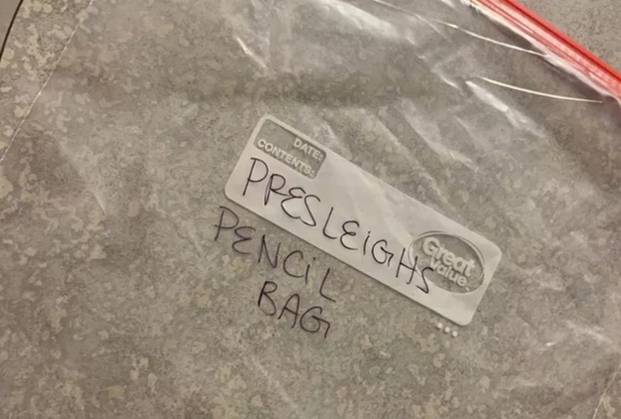 DATE:
CONTENTS:
PRESLEIGHS
Great
Value
PENCiL
BAG